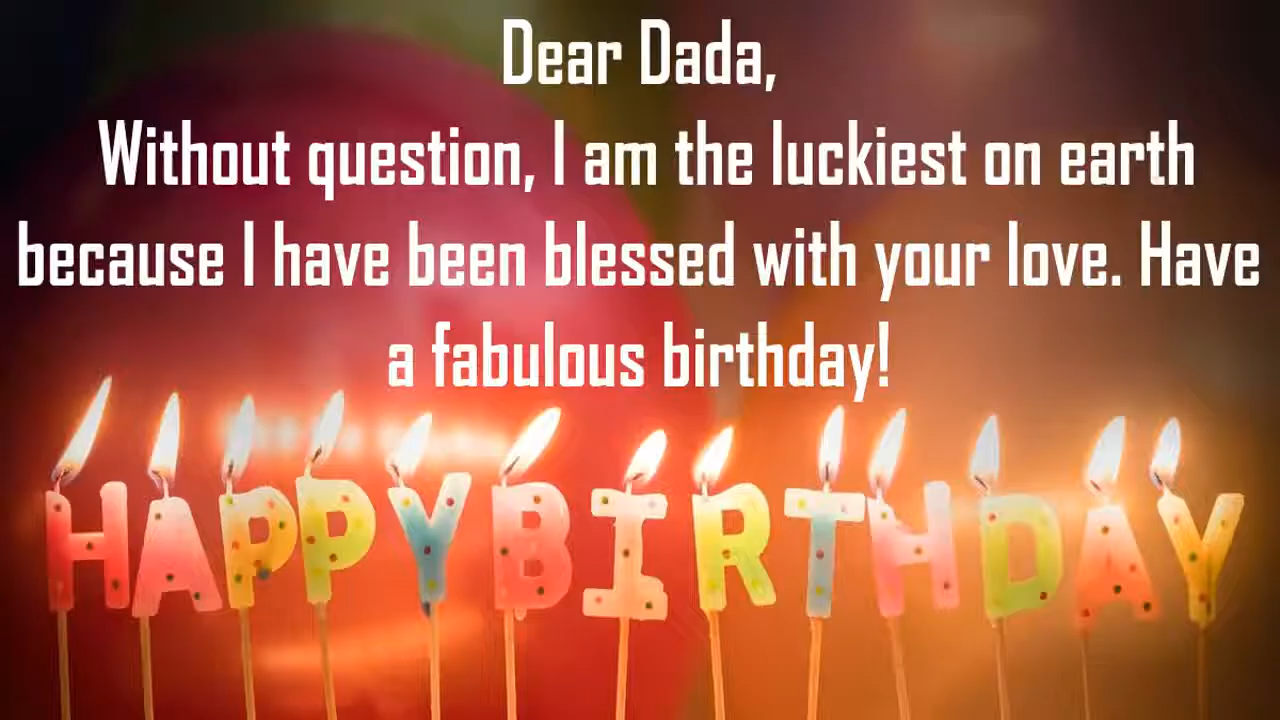 Dear Dada,
Without question, I am the luckiest on earth
because I have been blessed with your love. Have
a fabulous birthday!
HAPPY BIRTHDAY